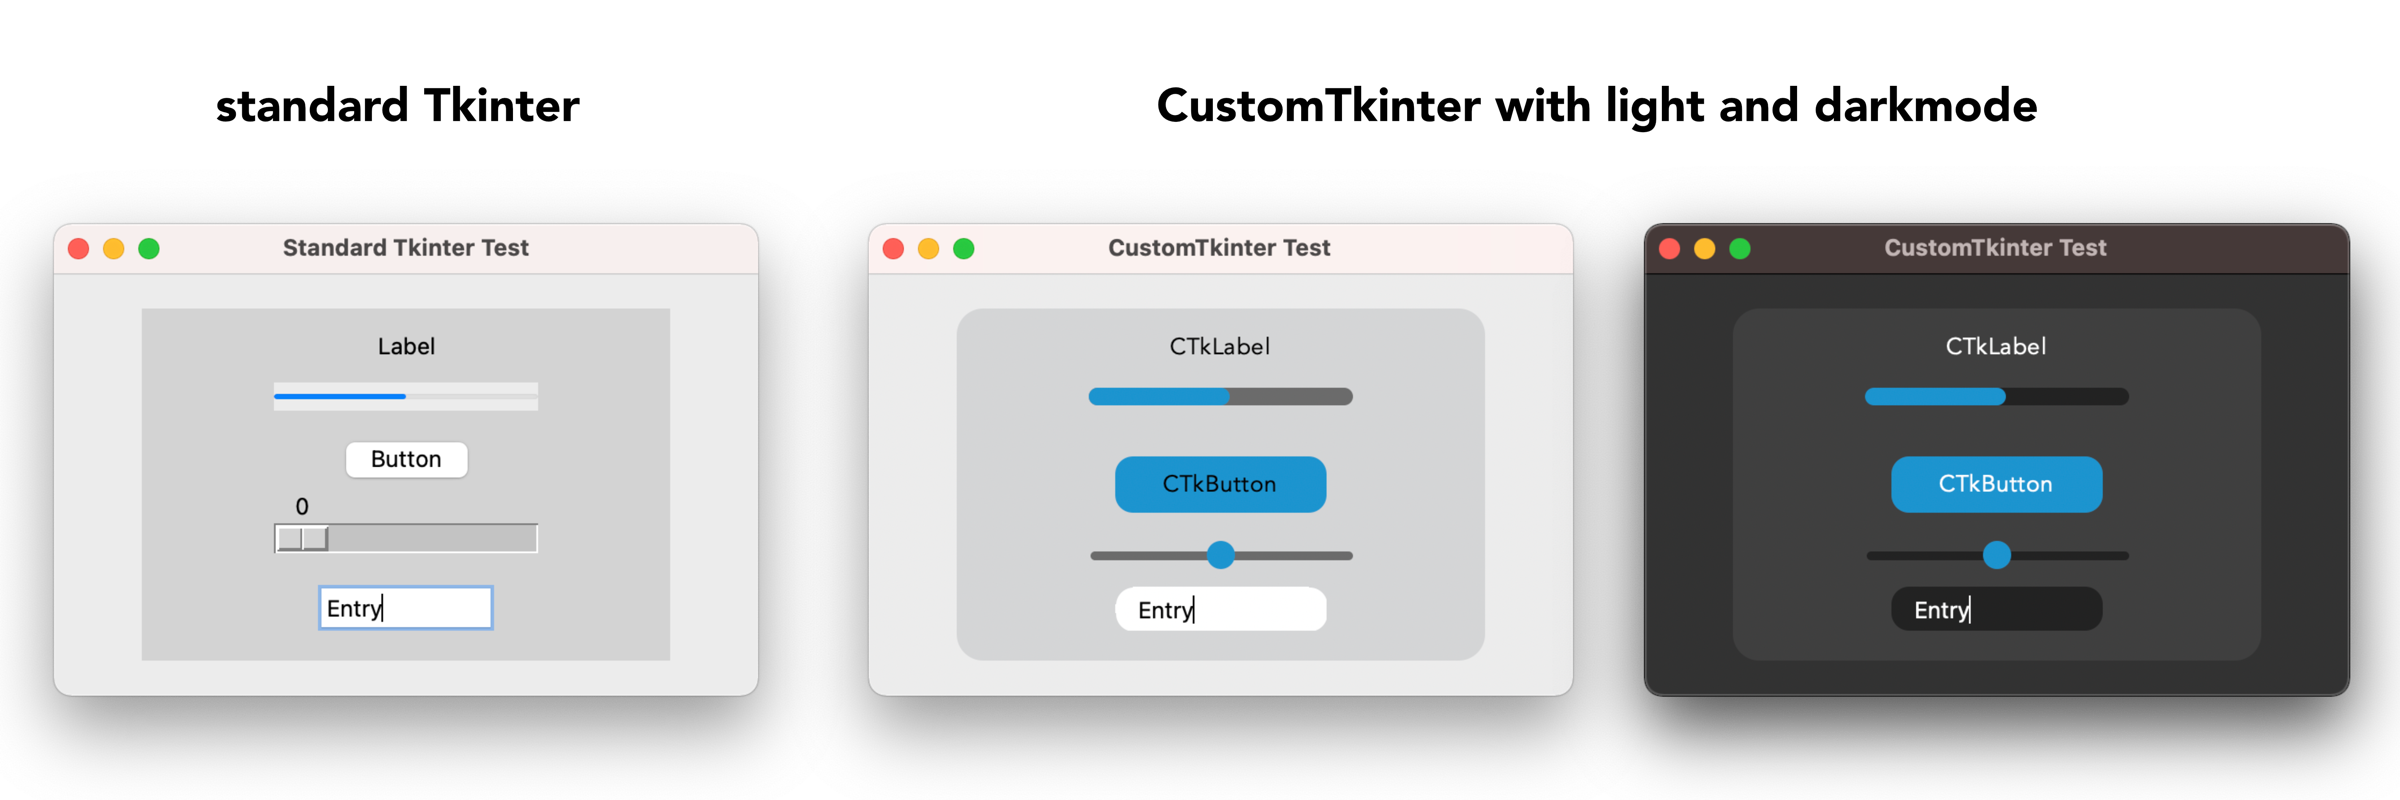 standard Tkinter
CustomTkinter with light and darkmode
Standard Tkinter Test
Label
Button
0
Entry
CustomTkinter Test
CTkLabel
CTkButton
Entry
CustomTkinter Test
CTkLabel
CTkButton
Entry